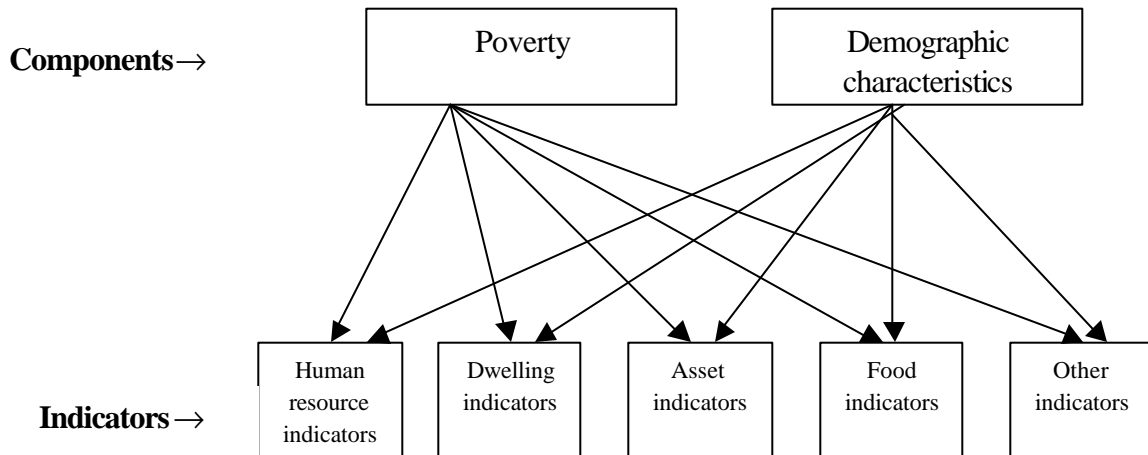 Components→
Poverty
Demographic
characteristics
Indicators→
Human
resource
indicators
Dwelling
indicators
Asset
indicators
Food
indicators
Other
indicators